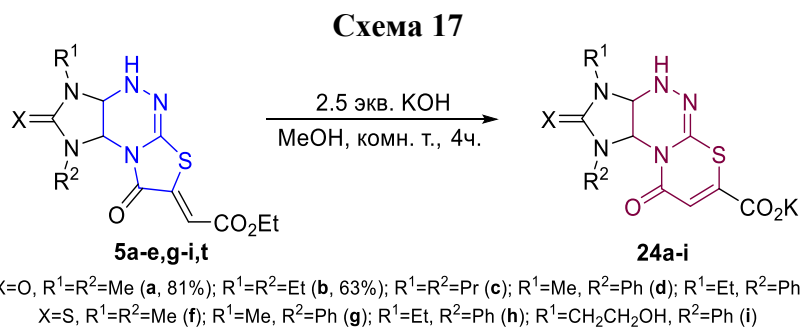 Схема 17
R¹ R¹
H H
N N N N
X= N X= N
N N N N
R² S R² S
O O
CO₂Et CO₂K
2.5 экв. KOH
MeOH, комн. т., 4ч.
5a-e,g-i,t 24a-i
X=O, R¹=R²=Me (a, 81%); R¹=R²=Et (b, 63%); R¹=R²=Pr (c); R¹=Me, R²=Ph (d); R¹=Et, R²=Ph
X=S, R¹=R²=Me (f); R¹=Me, R²=Ph (g); R¹=Et, R²=Ph (h); R¹=CH₂CH₂OH, R²=Ph (i)